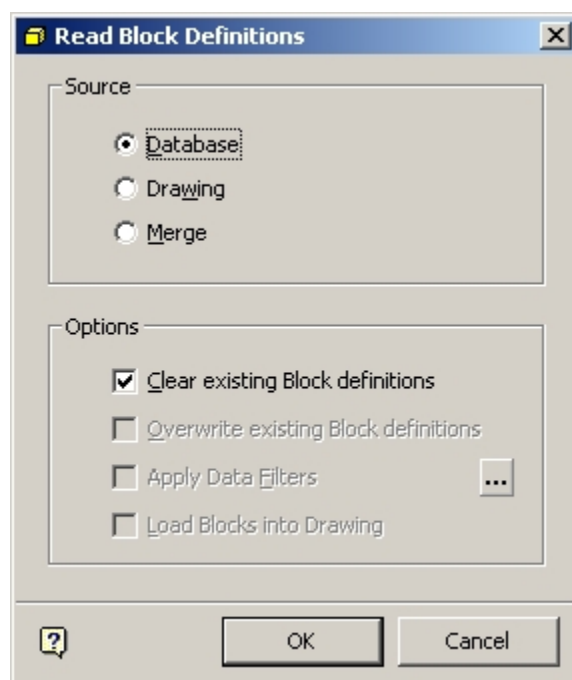 Read Block Definitions
Source
Database
Drawing
Merge
Options
Clear existing Block definitions
Overwrite existing Block definitions
Apply Data Filters ...
Load Blocks into Drawing
? OK Cancel